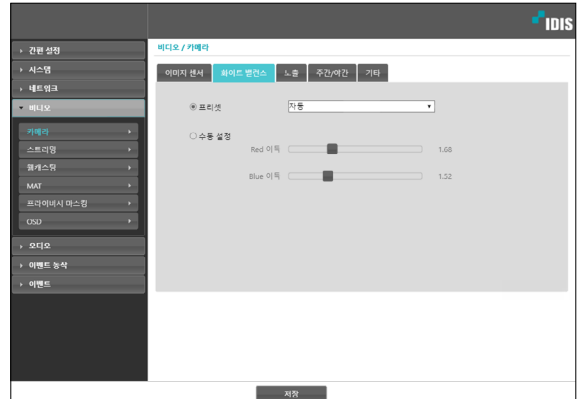 IDIS
간편 설정
시스템
네트워크
비디오
카메라
스트리밍
웹캐스팅
MAT
프라이버시 마스킹
OSD
오디오
이벤트 동작
이벤트
비디오 / 카메라
이미지 센서 화이트 밸런스 노출 주간/야간 기타
프리셋 자동
수동 설정
Red 이득 1.68
Blue 이득 1.52
저장